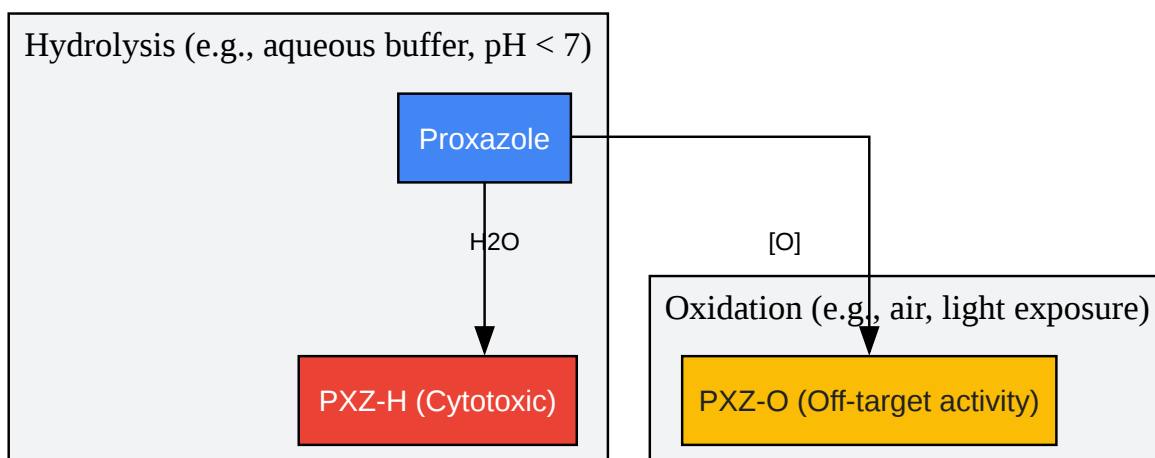 Hydrolysis (e.g., aqueous buffer, pH < 7)
Proxazole
H2O
[O]
Oxidation (e.g., air, light exposure)
PXZ-H (Cytotoxic)
PXZ-O (Off-target activity)